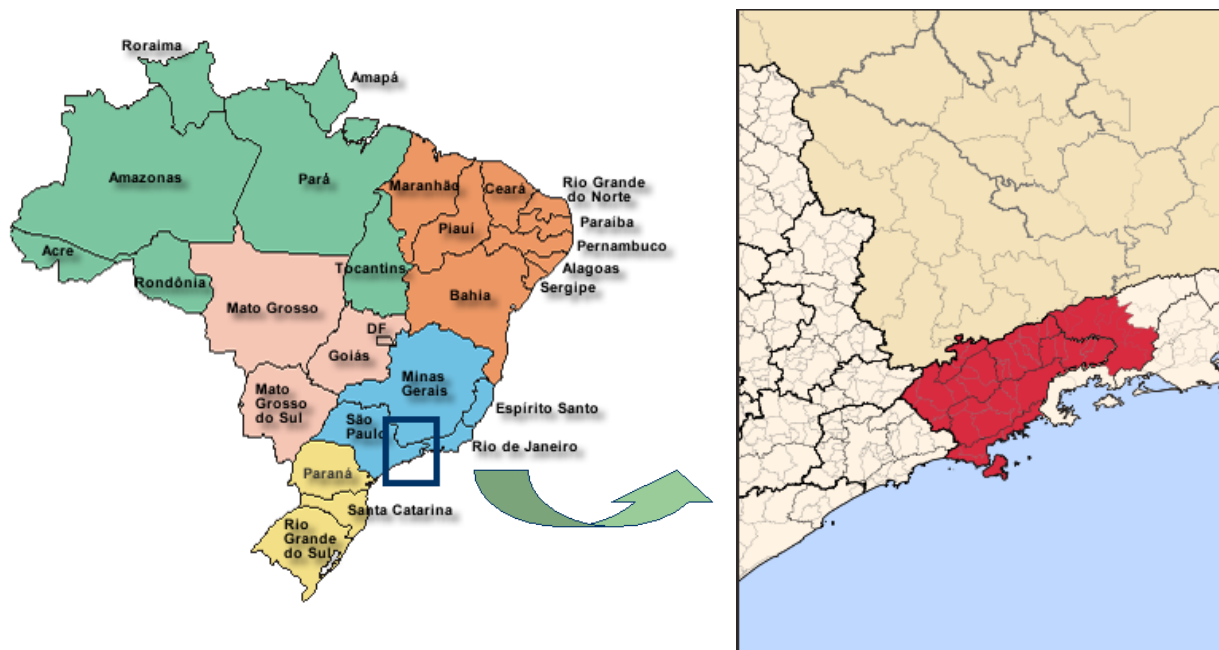 Roraima
Amapá
Amazonas
Pará
Maranhão
Ceará
Rio Grande
do Norte
Paraiba
Piauí
Pernambuco
Acre
Rondônia
Tocantins
Alagoas
Sergipe
Bahia
Mato Grosso
DF
Goiás
Minas
Gerais
Mato
Grosso
do Sul
Espírito Santo
São
Paulo
Rio de Janeiro
Paraná
Santa Catarina
Rio
Grande
do Sul